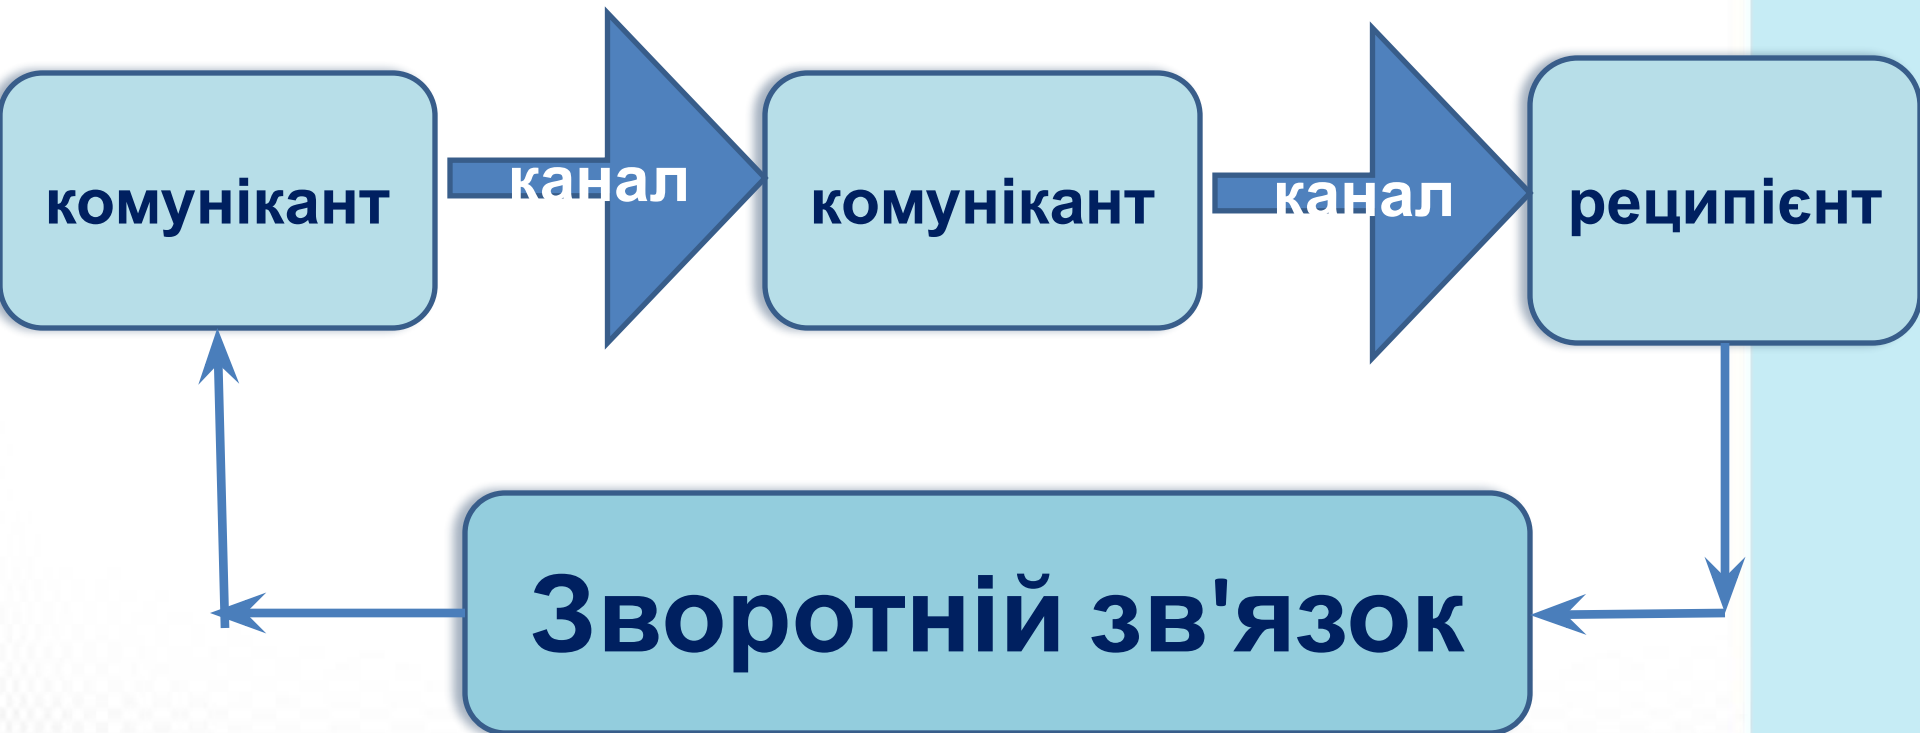 комунікант
канал
комунікант
канал
реципієнт
Зворотній зв'язок